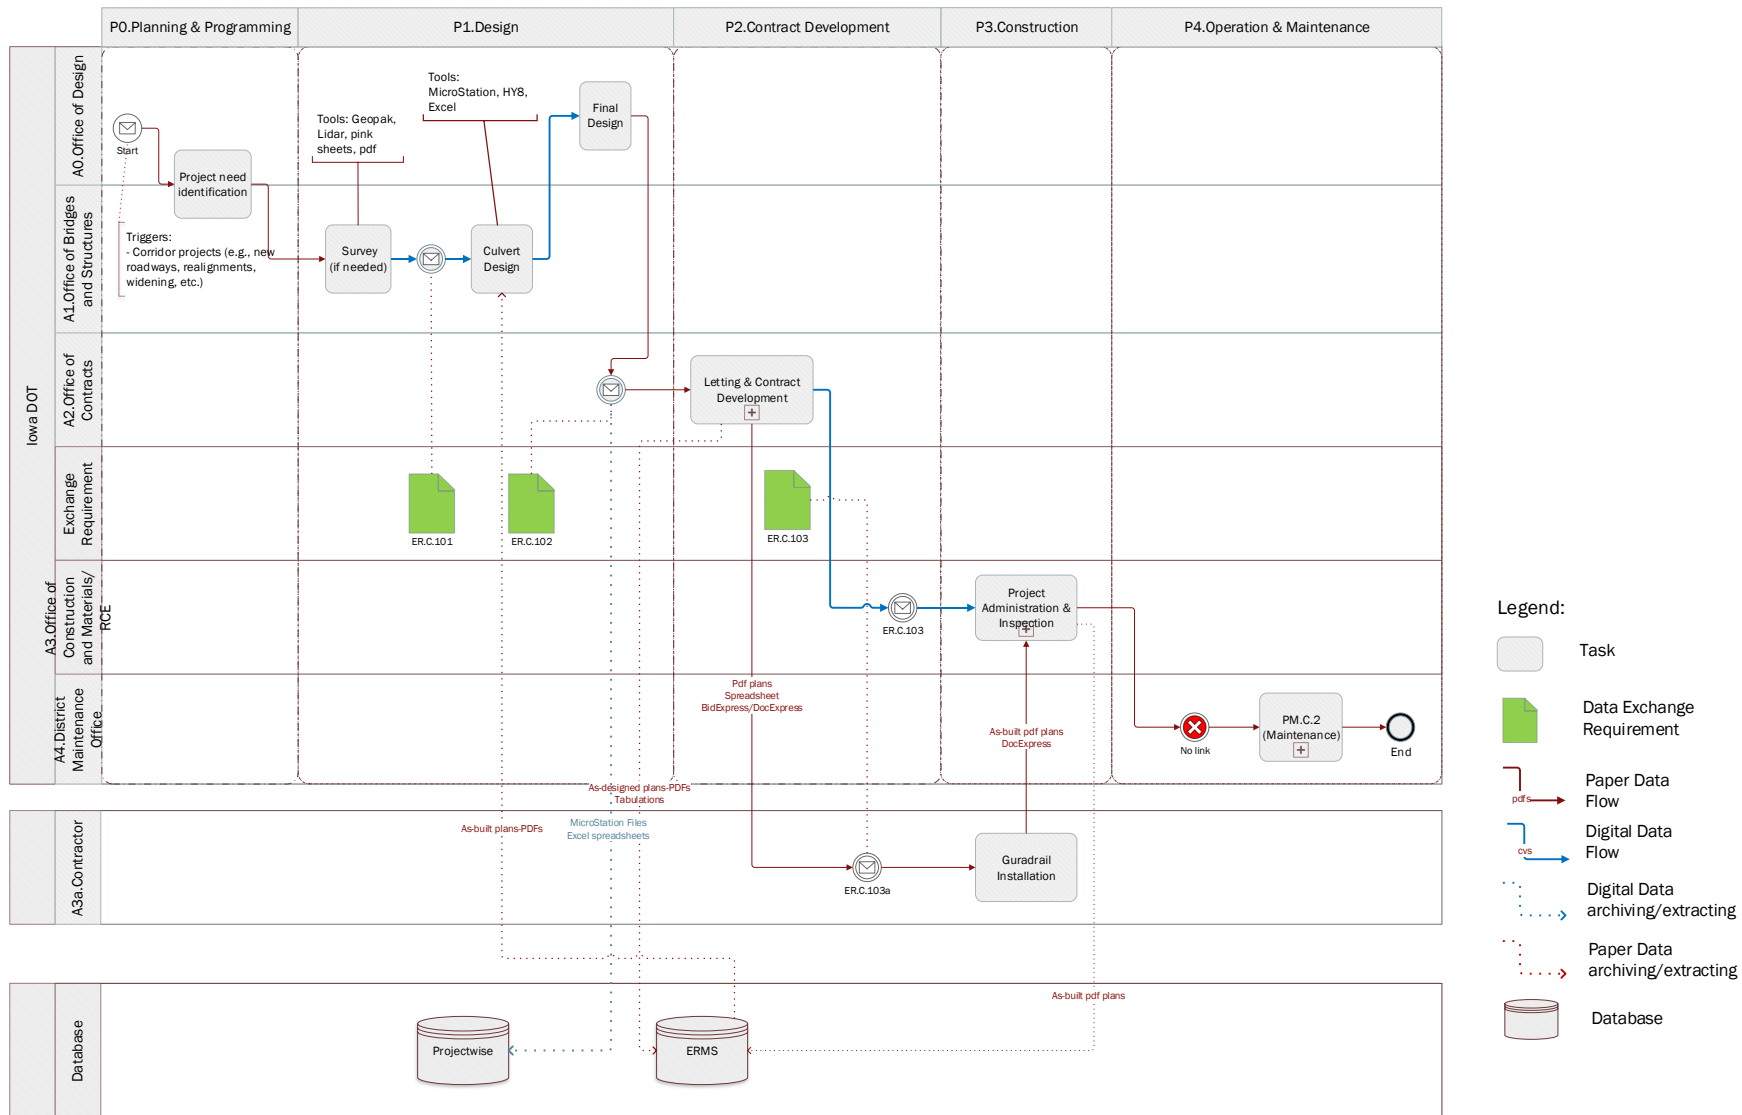 P0.Planning & Programming
P1.Design
P2.Contract Development
P3.Construction
P4.Operation & Maintenance
Iowa DOT
A0.Office of Design
A1.Office of Bridges
and Structures
A2.Office of
Contracts
Exchange
Requirement
A3.Office of
Construction
and Materials/
RCE
A4.District
Maintenance
Office
A3a.Contractor
Database
Start
Project need
identification
Triggers:
- Corridor projects (e.g., new
roadways, realignments,
widening, etc.)
Tools: Geopak,
Lidar, pink
sheets, pdf
Tools:
MicroStation, HY8,
Excel
Survey
(if needed)
Culvert
Design
Final
Design
Letting & Contract
Development
ER.C.101
ER.C.102
ER.C.103
ER.C.103
Project
Administration &
Inspection
Pdf plans
Spreadsheet
BidExpress/DocExpress
As-built pdf plans
DocExpress
No link
PM.C.2
(Maintenance)
End
As-designed plans-PDFs
Tabulations
As-built plans-PDFs
MicroStation Files
Excel spreadsheets
ER.C.103a
Guradrail
Installation
As-built pdf plans
Projectwise
ERMS
Legend:
Task
Data Exchange
Requirement
pdfs
Paper Data
Flow
cvs
Digital Data
Flow
Digital Data
archiving/extracting
Paper Data
archiving/extracting
Database